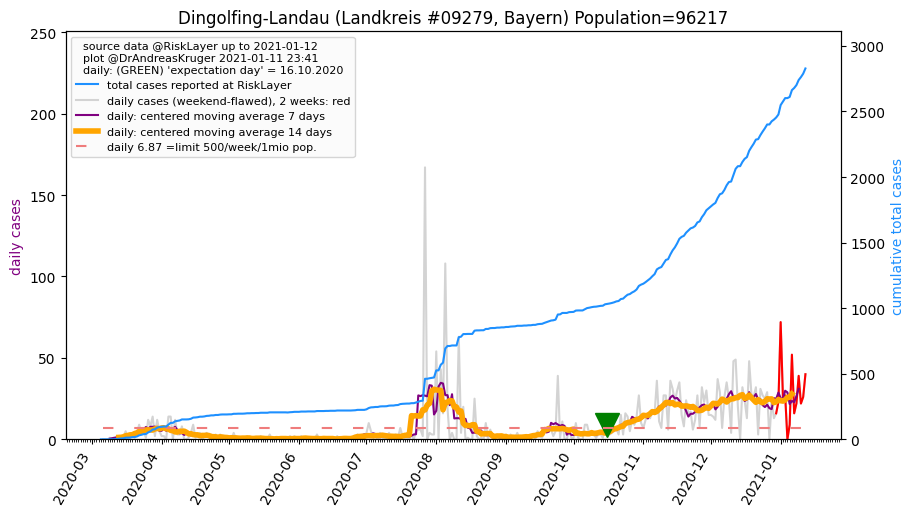 Dingolfing-Landau (Landkreis #09279, Bayern) Population=96217
source data @RiskLayer up to 2021-01-12
plot @DrAndreasKruger 2021-01-11 23:41
daily: (GREEN) 'expectation day' = 16.10.2020
total cases reported at RiskLayer
daily cases (weekend-flawed), 2 weeks: red
daily: centered moving average 7 days
daily: centered moving average 14 days
daily 6.87 =limit 500/week/1mio pop.
daily cases
250
200
150
100
50
0
cumulative total cases
3000
2500
2000
1500
1000
500
0
2020-03
2020-04
2020-05
2020-06
2020-07
2020-08
2020-09
2020-10
2020-11
2020-12
2021-01